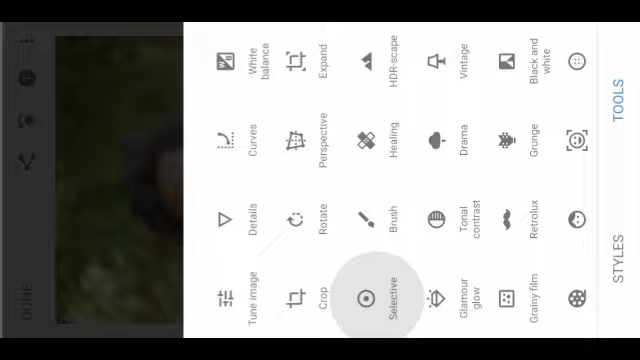 DONE
Tune image
Details
Curves
White
balance
Crop
Rotate
Perspective
Expand
Selective
Brush
Healing
HDR-scape
Glamour
glow
Tonal
contrast
Drama
Vintage
Grainy film
Retrolux
Grunge
Black and
white
STYLES
TOOLS